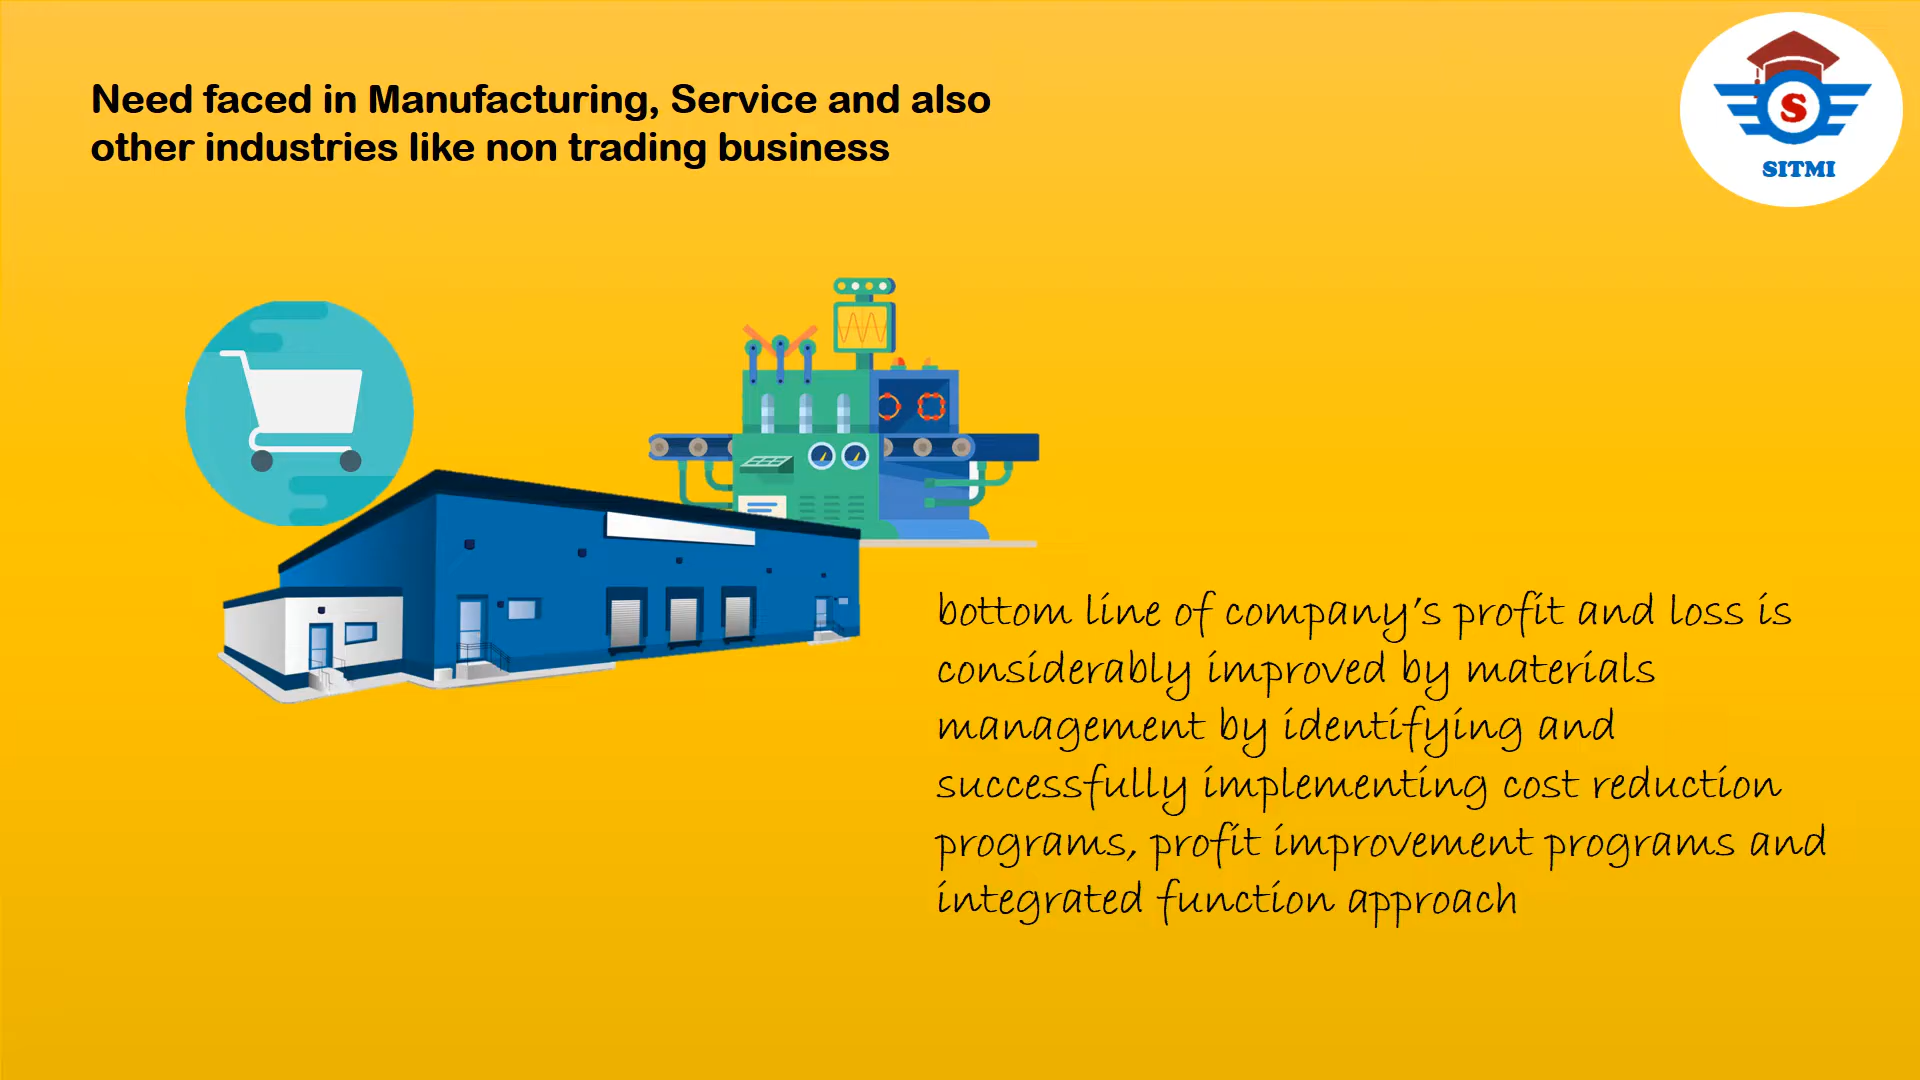 Need faced in Manufacturing, Service and also
other industries like non trading business
S
SITMI
bottom line of company's profit and loss is
considerably improved by materials
management by identifying and
successfully implementing cost reduction
programs, profit improvement programs and
integrated function approach